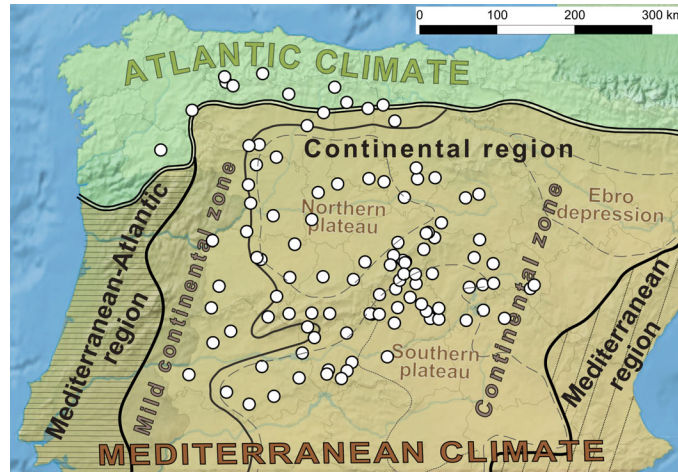 0 100 200 300 km
ATLANTIC CLIMATE
Continental region
Ebro
depression
Northern
plateau
Mediterranean-Atlantic
region
Mild continental zone
Continental zone
Mediterranean
region
Southern
plateau
MEDITERRANEAN CLIMATE